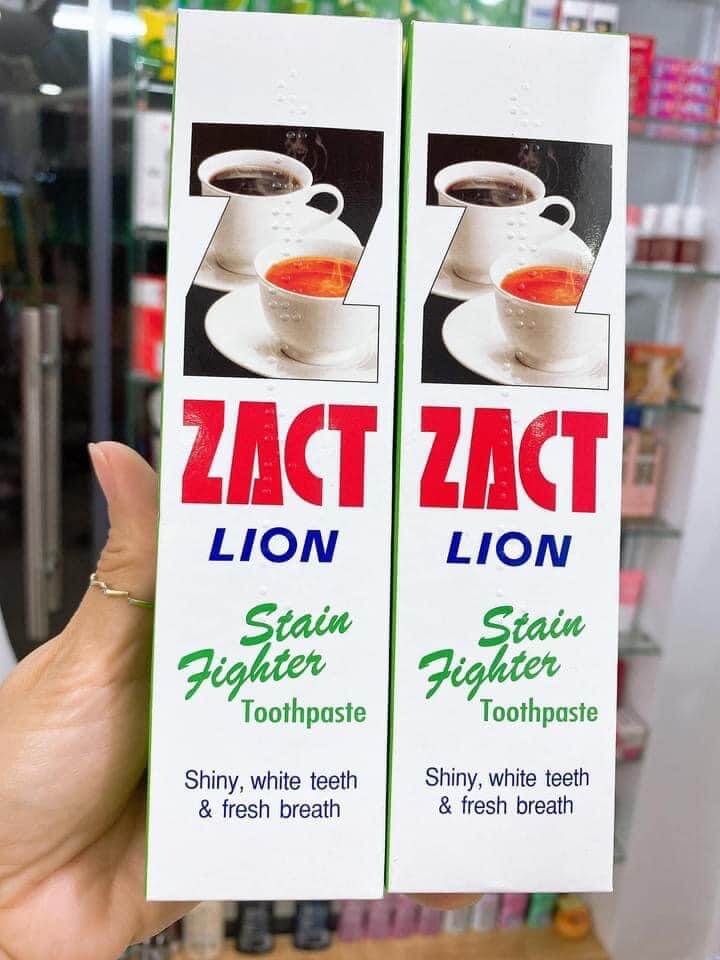 LION
ZACT
LION
Stain
Fighter
Toothpaste
Shiny, white teeth
& fresh breath
ZACT
LION
Stain
Fighter
Toothpaste
Shiny, white teeth
& fresh breath